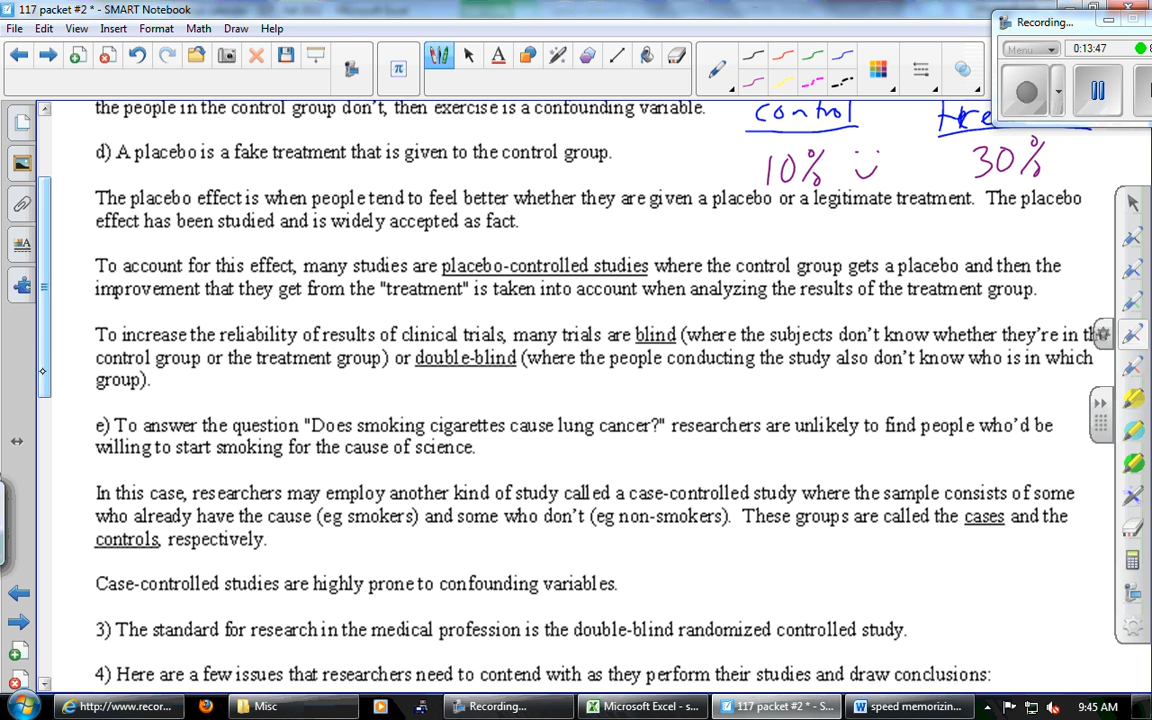 117 packet #2 * - SMART Notebook
Recording...
File Edit View Insert Format Math Draw Help
Menu
0:13:47
the people in the control group don't, then exercise is a confounding variable.
control
d) A placebo is a fake treatment that is given to the control group.
10% 30%
The placebo effect is when people tend to feel better whether they are given a placebo or a legitimate treatment. The placebo
effect has been studied and is widely accepted as fact.
To account for this effect, many studies are placebo-controlled studies where the control group gets a placebo and then the
improvement that they get from the "treatment" is taken into account when analyzing the results of the treatment group.
To increase the reliability of results of clinical trials, many trials are blind (where the subjects don't know whether they're in th
control group or the treatment group) or double-blind (where the people conducting the study also don't know who is in which
group).
e) To answer the question "Does smoking cigarettes cause lung cancer?" researchers are unlikely to find people who'd be
willing to start smoking for the cause of science.
In this case, researchers may employ another kind of study called a case-controlled study where the sample consists of some
who already have the cause (eg smokers) and some who don't (eg non-smokers). These groups are called the cases and the
controls, respectively.
Case-controlled studies are highly prone to confounding variables.
3) The standard for research in the medical profession is the double-blind randomized controlled study.
4) Here are a few issues that researchers need to contend with as they perform their studies and draw conclusions:
http://www.recor... Misc Recording... Microsoft Excel - s... 117 packet #2 * - S... speed memorizin... 9:45 AM